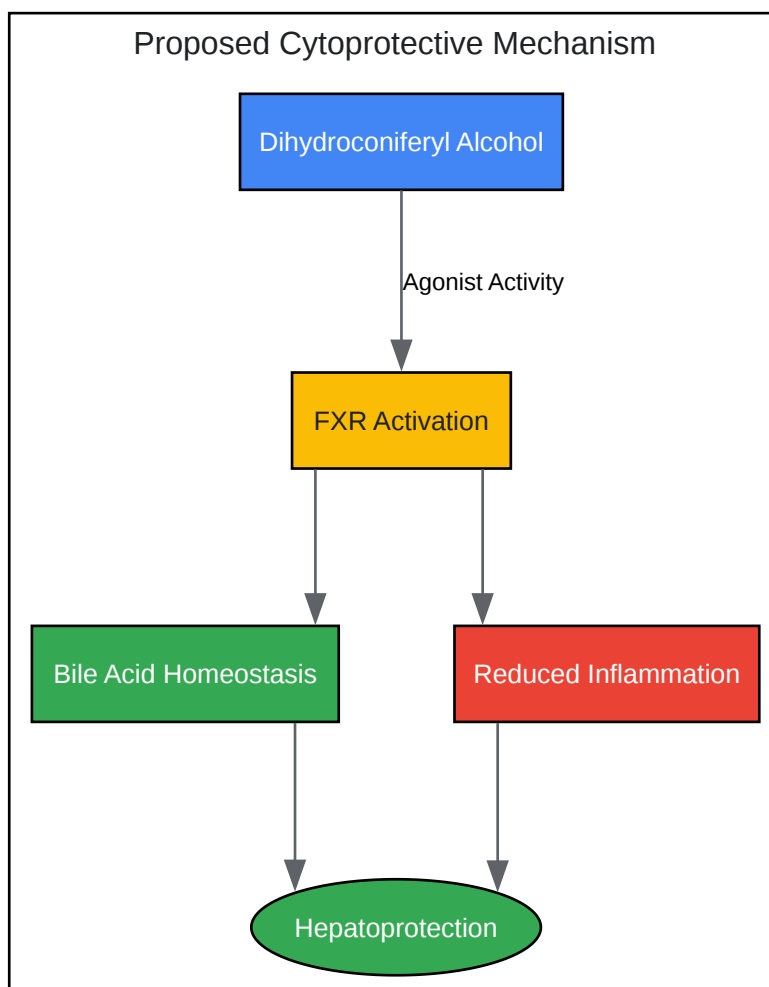 Proposed Cytoprotective Mechanism
Dihydroconiferyl Alcohol
Agonist Activity
FXR Activation
Bile Acid Homeostasis
Reduced Inflammation
Hepatoprotection